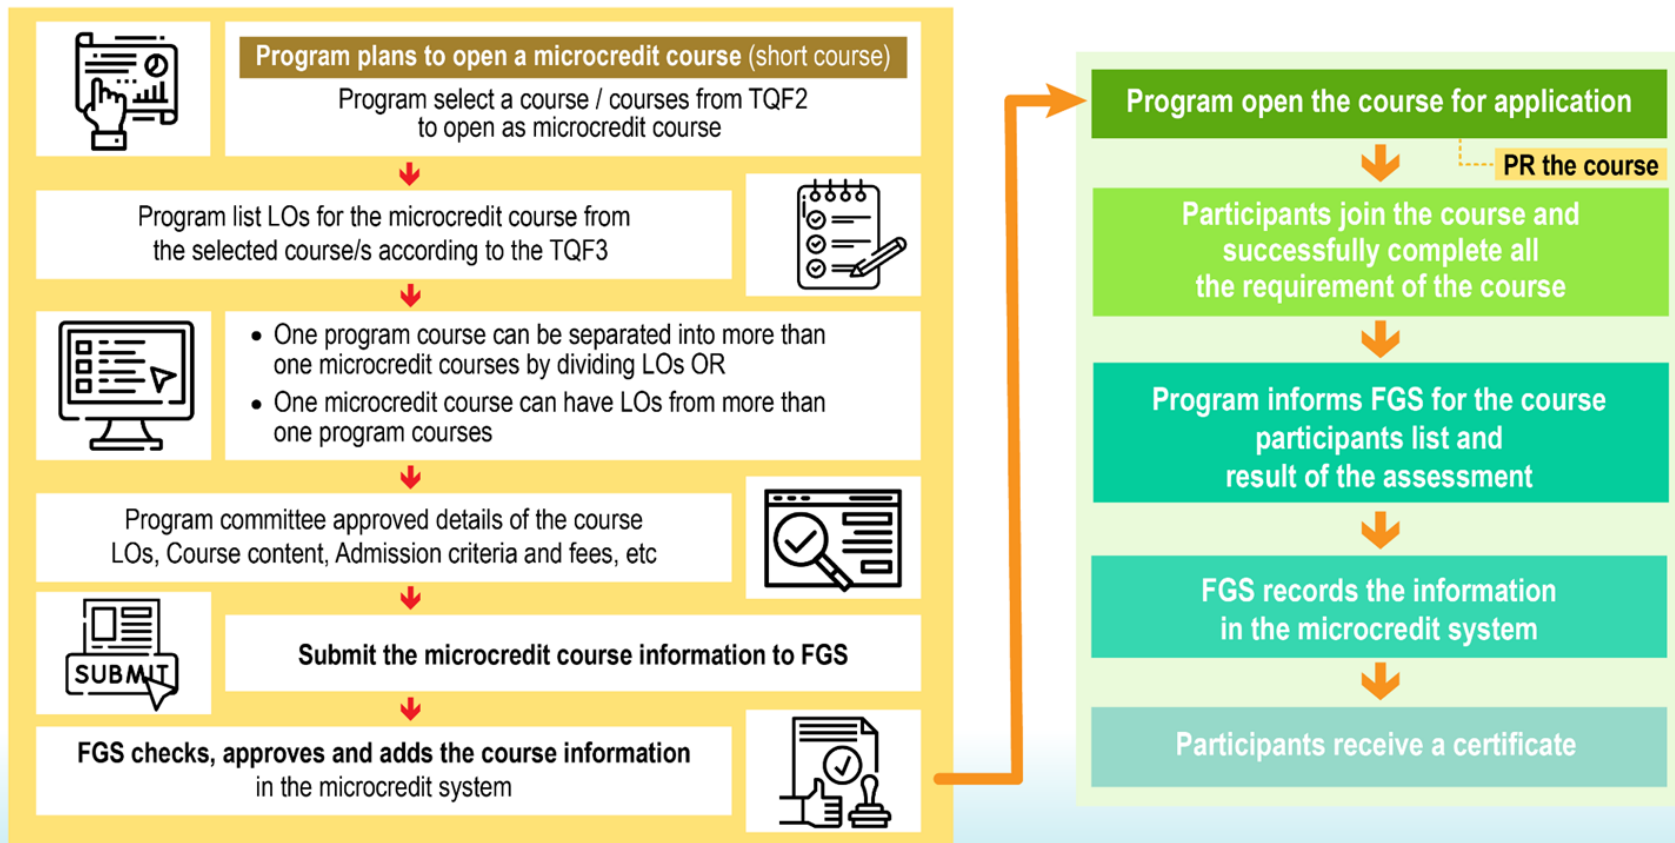 Program plans to open a microcredit course (short course)
Program select a course / courses from TQF2
to open as microcredit course
Program list LOs for the microcredit course from
the selected course/s according to the TQF3
• One program course can be separated into more than
one microcredit courses by dividing LOs OR
• One microcredit course can have LOs from more than
one program courses
Program committee approved details of the course
LOs, Course content, Admission criteria and fees, etc
SUBMIT
Submit the microcredit course information to FGS
FGS checks, approves and adds the course information
in the microcredit system
Program open the course for application
PR the course
Participants join the course and
successfully complete all
the requirement of the course
Program informs FGS for the course
participants list and
result of the assessment
FGS records the information
in the microcredit system
Participants receive a certificate